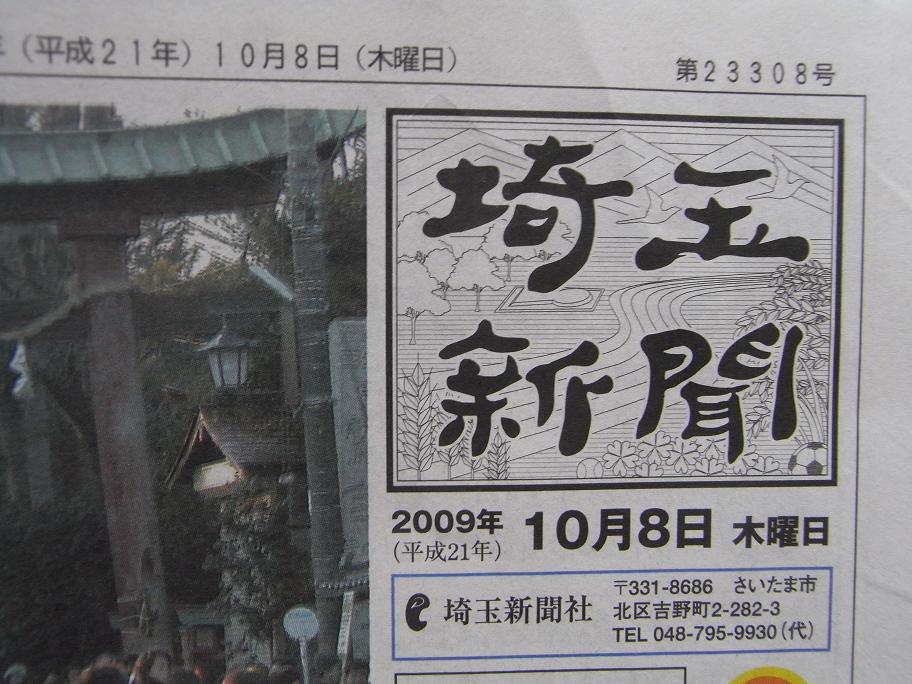 （平成２１年）１０月８日（木曜日）
第２３３０８号
埼玉
新聞
2009年
(平成21年)
10月8日 木曜日
埼玉新聞社
〒331-8686 さいたま市
北区吉野町2-282-3
TEL 048-795-9930（代）